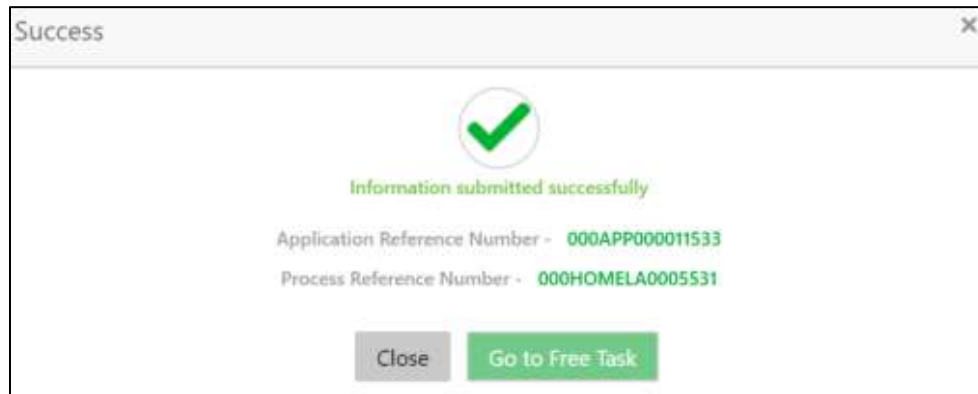 Success
Information submitted successfully
Application Reference Number - 000APP000011533
Process Reference Number - 000HOMELA0005531
Close Go to Free Task